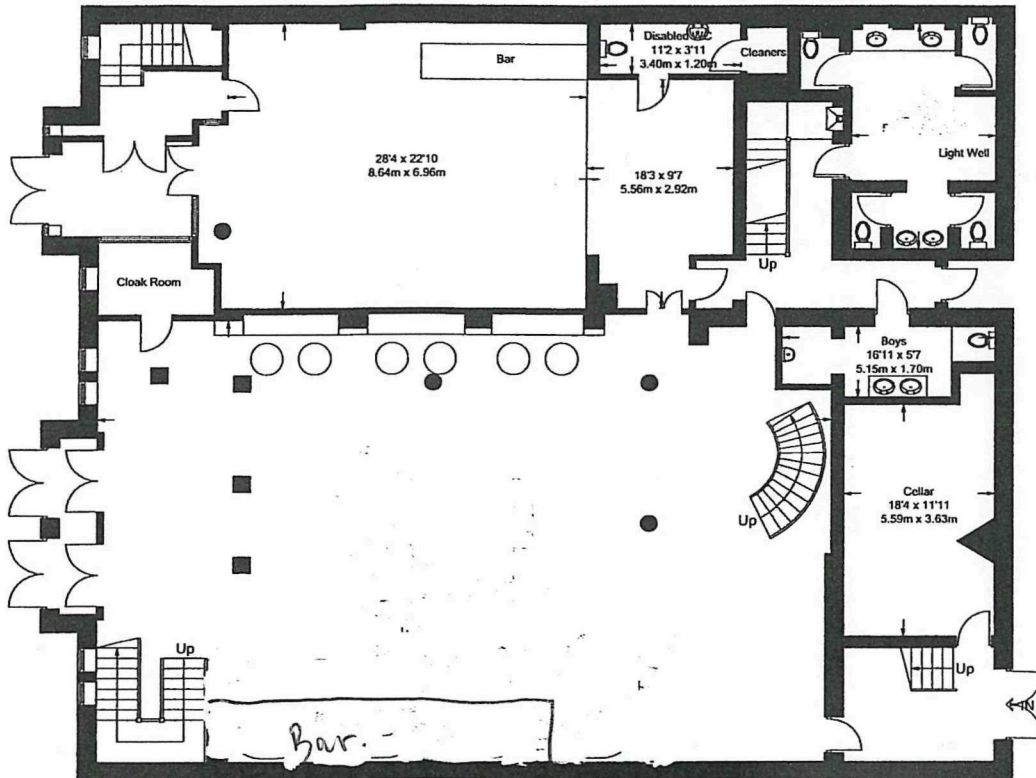 Disabled WC
11'2 x 3'11
3.40m x 1.20m
Cleaners
Bar
28'4 x 22'10
8.64m x 6.96m
18'3 x 9'7
5.56m x 2.92m
Light Well
Up
Cloak Room
Boys
16'11 x 5'7
5.15m x 1.70m
Cellar
18'4 x 11'11
5.59m x 3.63m
Up
Up
Up
Bar.
IN